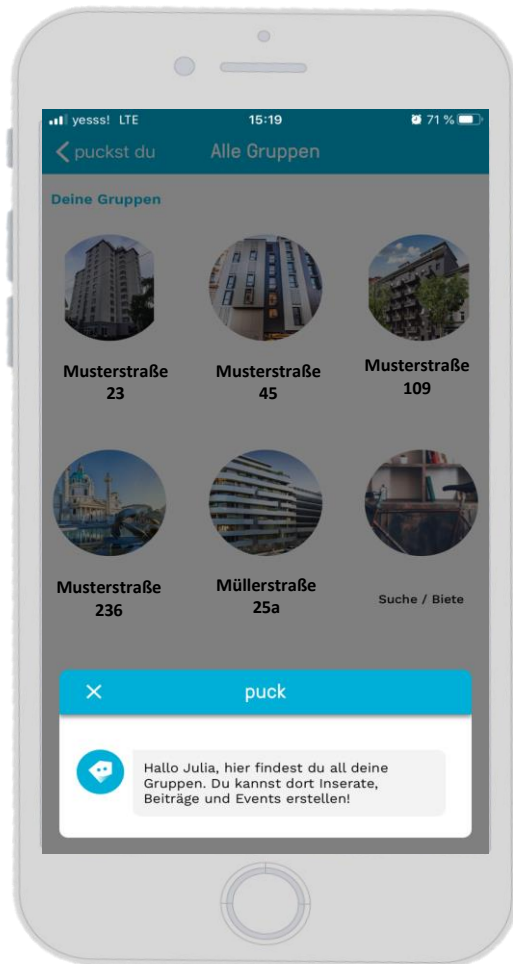 yesss! LTE 15:19 71 %
puckst du Alle Gruppen
Deine Gruppen
Musterstraße
23
Musterstraße
45
Musterstraße
109
Musterstraße
236
Müllerstraße
25a
Suche / Biete
puck
Hallo Julia, hier findest du all deine
Gruppen. Du kannst dort Inserate,
Beiträge und Events erstellen!